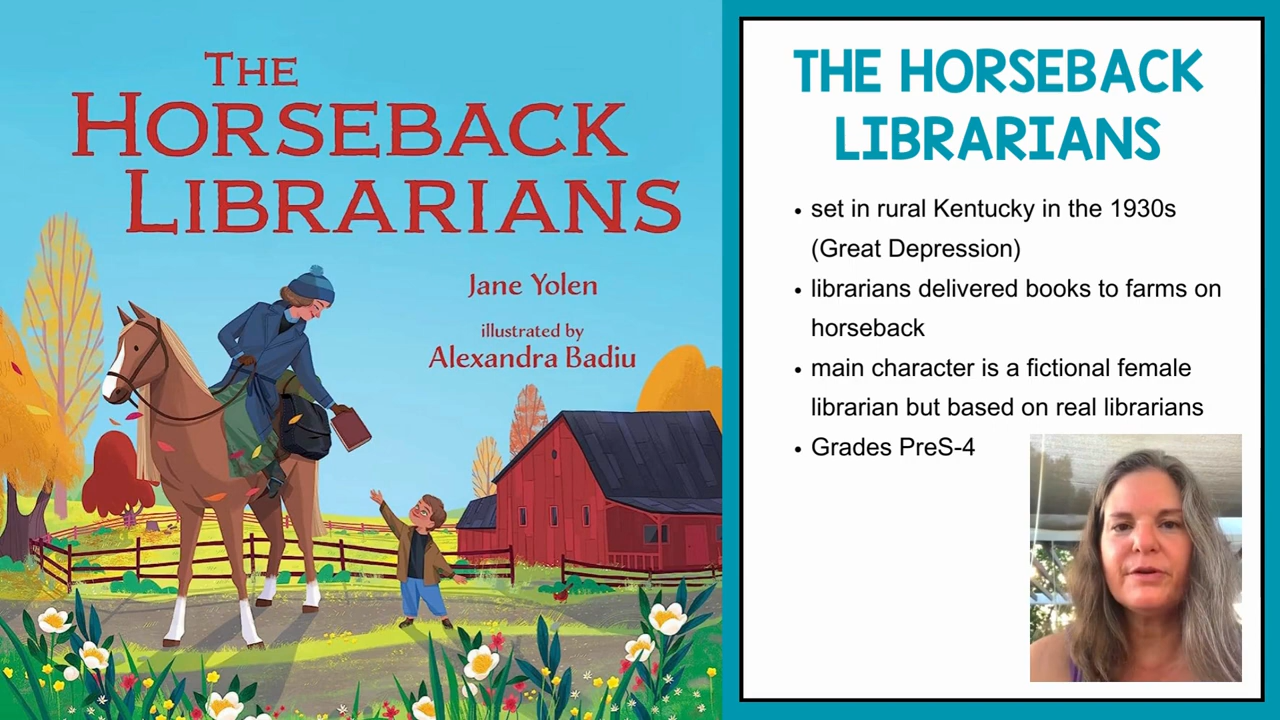 THE
HORSEBACK
LIBRARIANS
Jane Yolen
illustrated by
Alexandra Badiu
THE HORSEBACK
LIBRARIANS
• set in rural Kentucky in the 1930s
(Great Depression)
• librarians delivered books to farms on
horseback
• main character is a fictional female
librarian but based on real librarians
• Grades PreS-4